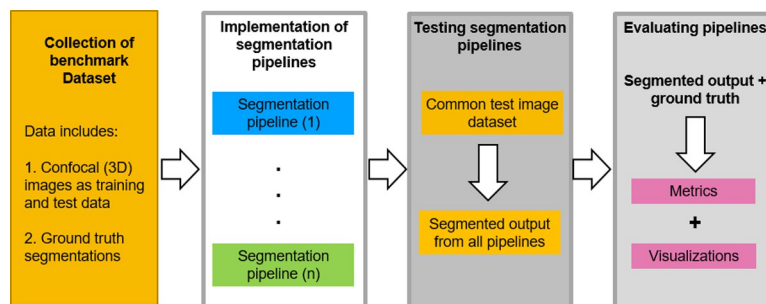 Collection of
benchmark
Dataset
Data includes:
1. Confocal (3D)
images as training
and test data
2. Ground truth
segmentations
Implementation of
segmentation
pipelines
Segmentation
pipeline (1)
.
.
.
Segmentation
pipeline (n)
Testing segmentation
pipelines
Common test image
dataset
Segmented output
from all pipelines
Evaluating pipelines
Segmented output +
ground truth
Metrics
+
Visualizations